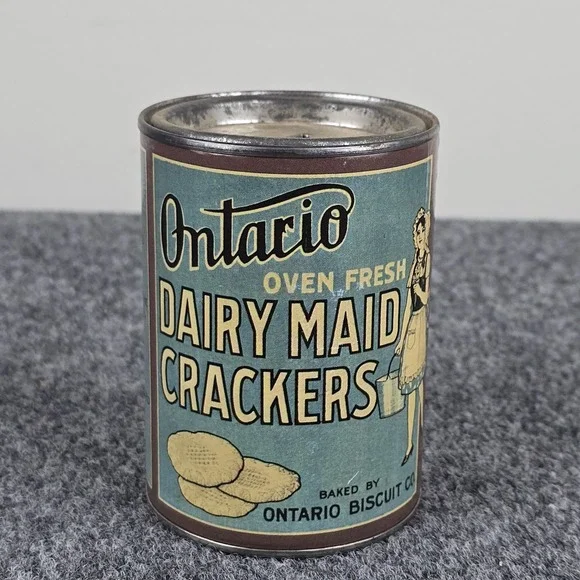 Ontario
OVEN FRESH
DAIRY MAID
CRACKERS
BAKED BY
ONTARIO BISCUIT CO.